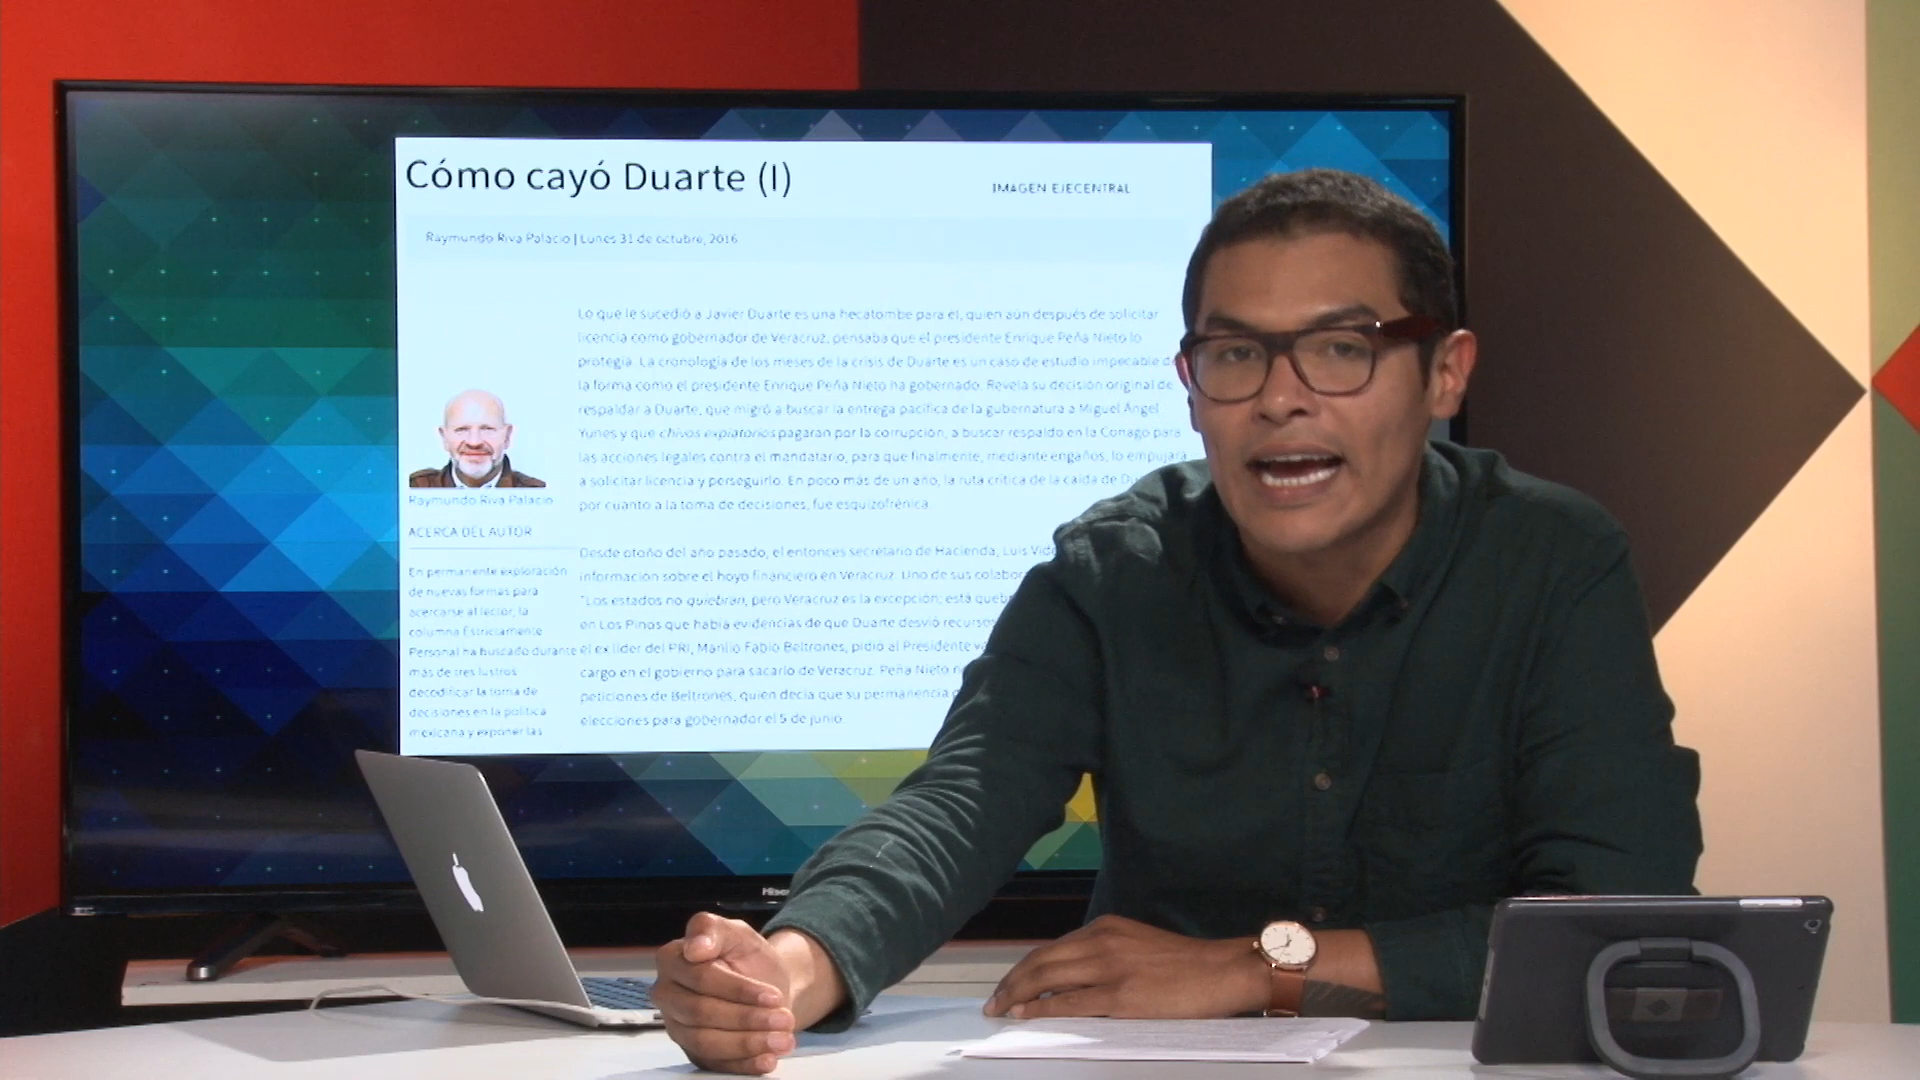 Cómo cayó Duarte (I)
IMAGEN EJECENTRAL
Raymundo Riva Palacio | Lunes 31 de octubre, 2016
Lo que le sucedió a Javier Duarte es una hecatombe para él, quien aún después de solicitar
licencia como gobernador de Veracruz, pensaba que el presidente Enrique Peña Nieto lo
protegía. La cronología de los meses de la crisis de Duarte es un caso de estudio impecable de
la forma como el presidente Enrique Peña Nieto ha gobernado. Revela su decisión original de
respaldar a Duarte, que migró a buscar la entrega pacífica de la gubernatura a Miguel Ángel
Yunes y que chivos expiatorios pagaran por la corrupción, a buscar respaldo en la Conago para
las acciones legales contra el mandatario, para que finalmente, mediante engaños, lo empujara
a solicitar licencia y perseguirlo. En poco más de un año, la ruta crítica de la caída de Du
por cuanto a la toma de decisiones, fue esquizofrénica.
Raymundo Riva Palacio
ACERCA DEL AUTOR
En permanente exploración
de nuevas formas para
acercarse al lector, la
columna Estrictamente
Personal ha buscado durante
más de tres lustros
decodificar la toma de
decisiones en la política
mexicana y exponer las
Desde otoño del año pasado, el entonces secretario de Hacienda, Luis Vide
información sobre el hoyo financiero en Veracruz. Uno de sus colabor
"Los estados no quiebran, pero Veracruz es la excepción; está queb
en Los Pinos que había evidencias de que Duarte desvió recursos
el ex líder del PRI, Manlio Fabio Beltrones, pidió al Presidente v
cargo en el gobierno para sacarlo de Veracruz. Peña Nieto
peticiones de Beltrones, quien decía que su permanencia
elecciones para gobernador el 5 de junio.